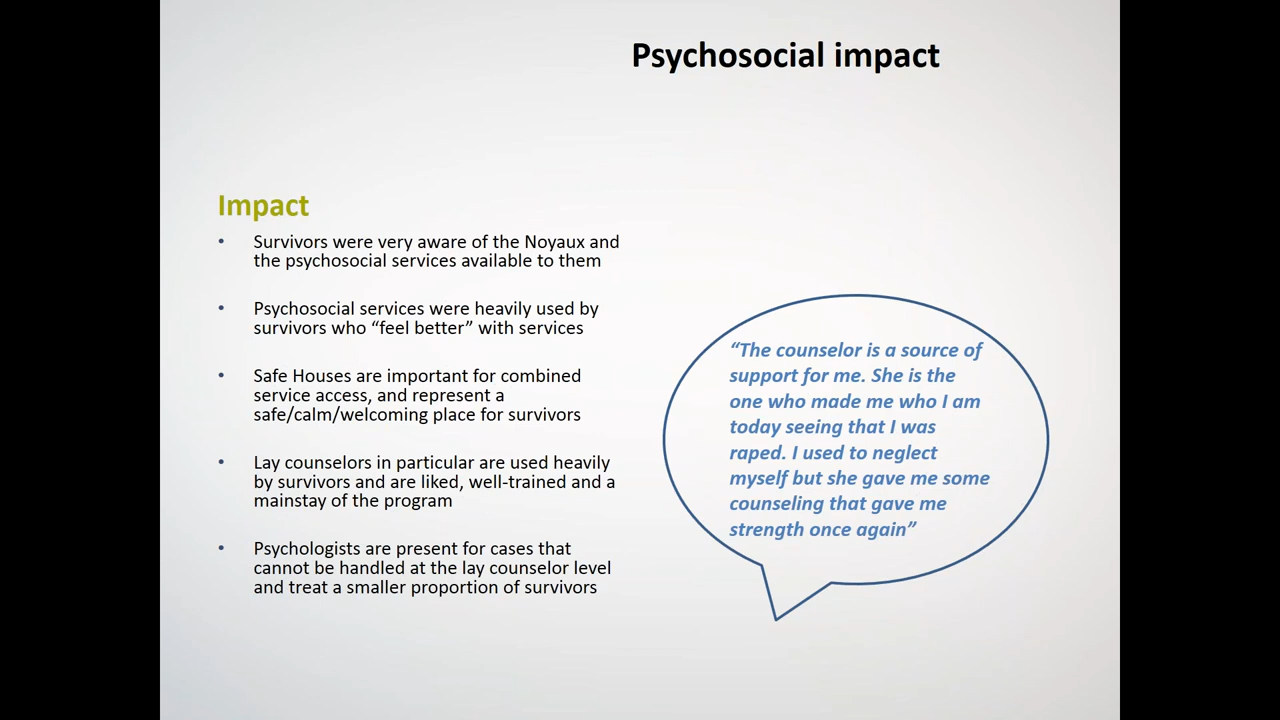 Psychosocial impact
Impact
• Survivors were very aware of the Noyaux and
the psychosocial services available to them
• Psychosocial services were heavily used by
survivors who “feel better” with services
• Safe Houses are important for combined
service access, and represent a
safe/calm/welcoming place for survivors
• Lay counselors in particular are used heavily
by survivors and are liked, well-trained and a
mainstay of the program
• Psychologists are present for cases that
cannot be handled at the lay counselor level
and treat a smaller proportion of survivors
“The counselor is a source of
support for me. She is the
one who made me who I am
today seeing that I was
raped. I used to neglect
myself but she gave me some
counseling that gave me
strength once again”